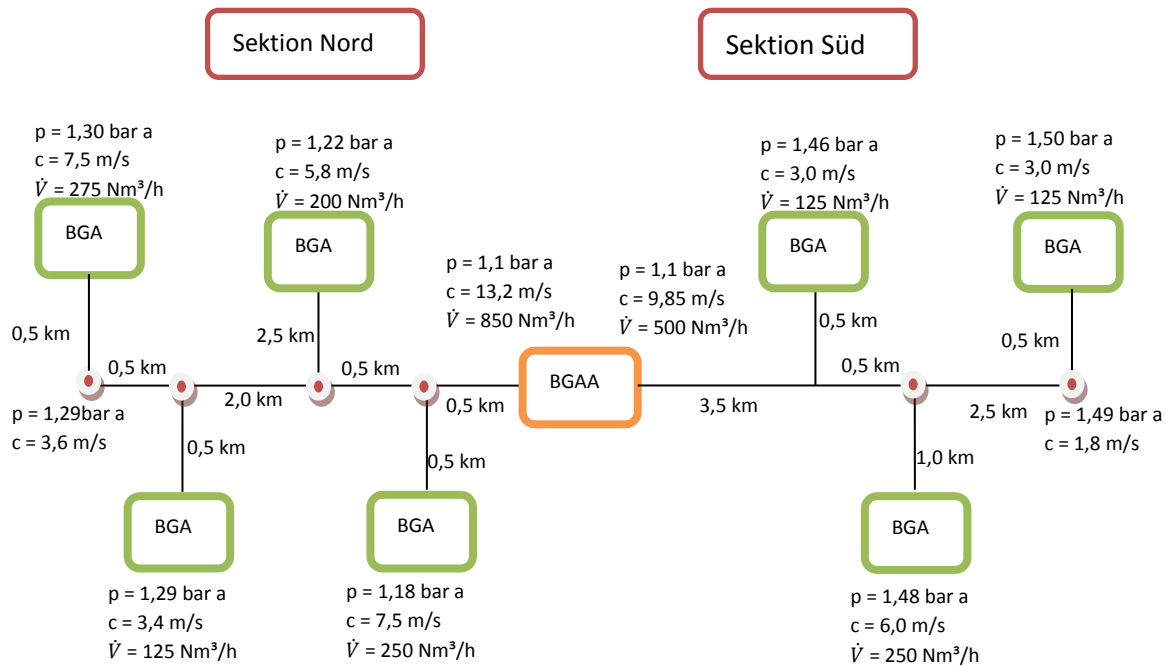 Sektion Nord
Sektion Süd
p = 1,30 bar a
c = 7,5 m/s
V̇ = 275 Nm³/h
BGA
p = 1,22 bar a
c = 5,8 m/s
V̇ = 200 Nm³/h
BGA
p = 1,46 bar a
c = 3,0 m/s
V̇ = 125 Nm³/h
BGA
p = 1,50 bar a
c = 3,0 m/s
V̇ = 125 Nm³/h
BGA
p = 1,1 bar a
c = 13,2 m/s
V̇ = 850 Nm³/h
p = 1,1 bar a
c = 9,85 m/s
V̇ = 500 Nm³/h
0,5 km
2,5 km
0,5 km
0,5 km
0,5 km
2,0 km
0,5 km
0,5 km
BGAA
3,5 km
0,5 km
2,5 km
p = 1,29bar a
c = 3,6 m/s
p = 1,49 bar a
c = 1,8 m/s
0,5 km
0,5 km
1,0 km
BGA
BGA
BGA
p = 1,29 bar a
c = 3,4 m/s
V̇ = 125 Nm³/h
p = 1,18 bar a
c = 7,5 m/s
V̇ = 250 Nm³/h
p = 1,48 bar a
c = 6,0 m/s
V̇ = 250 Nm³/h